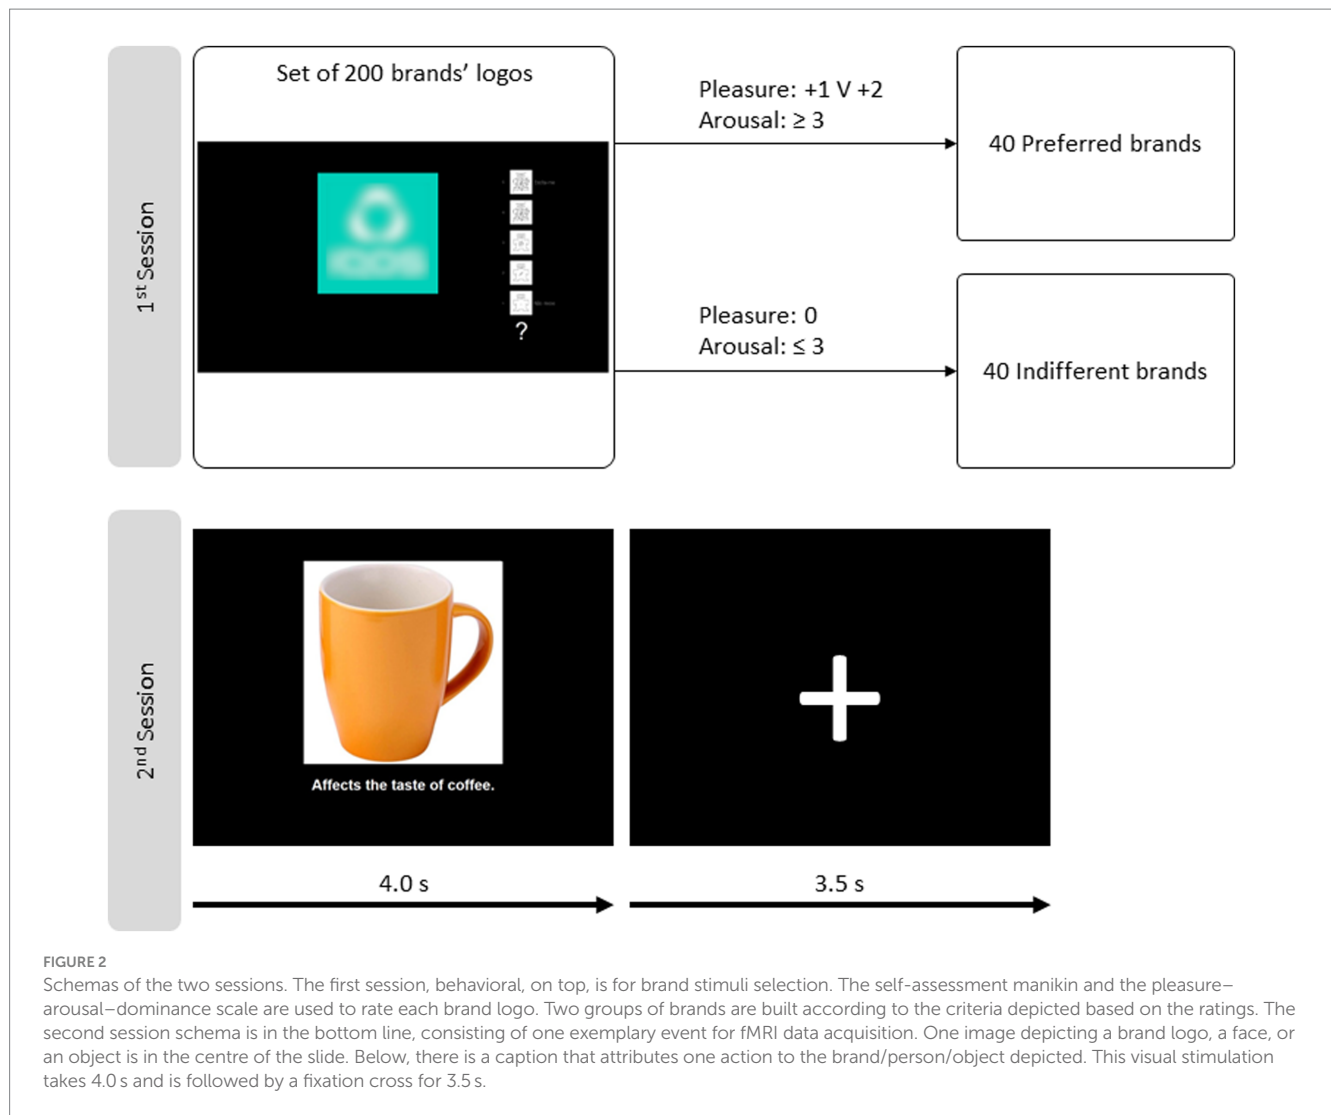 Set of 200 brands’ logos
IQOS
?
Pleasure: +1 V +2
Arousal: ≥ 3
40 Preferred brands
Pleasure: 0
Arousal: ≤ 3
40 Indifferent brands
1st Session
Affects the taste of coffee.
4.0 s
3.5 s
2nd Session
FIGURE 2
Schemas of the two sessions. The first session, behavioral, on top, is for brand stimuli selection. The self-assessment manikin and the pleasure–
arousal–dominance scale are used to rate each brand logo. Two groups of brands are built according to the criteria depicted based on the ratings. The
second session schema is in the bottom line, consisting of one exemplary event for fMRI data acquisition. One image depicting a brand logo, a face, or
an object is in the centre of the slide. Below, there is a caption that attributes one action to the brand/person/object depicted. This visual stimulation
takes 4.0 s and is followed by a fixation cross for 3.5 s.